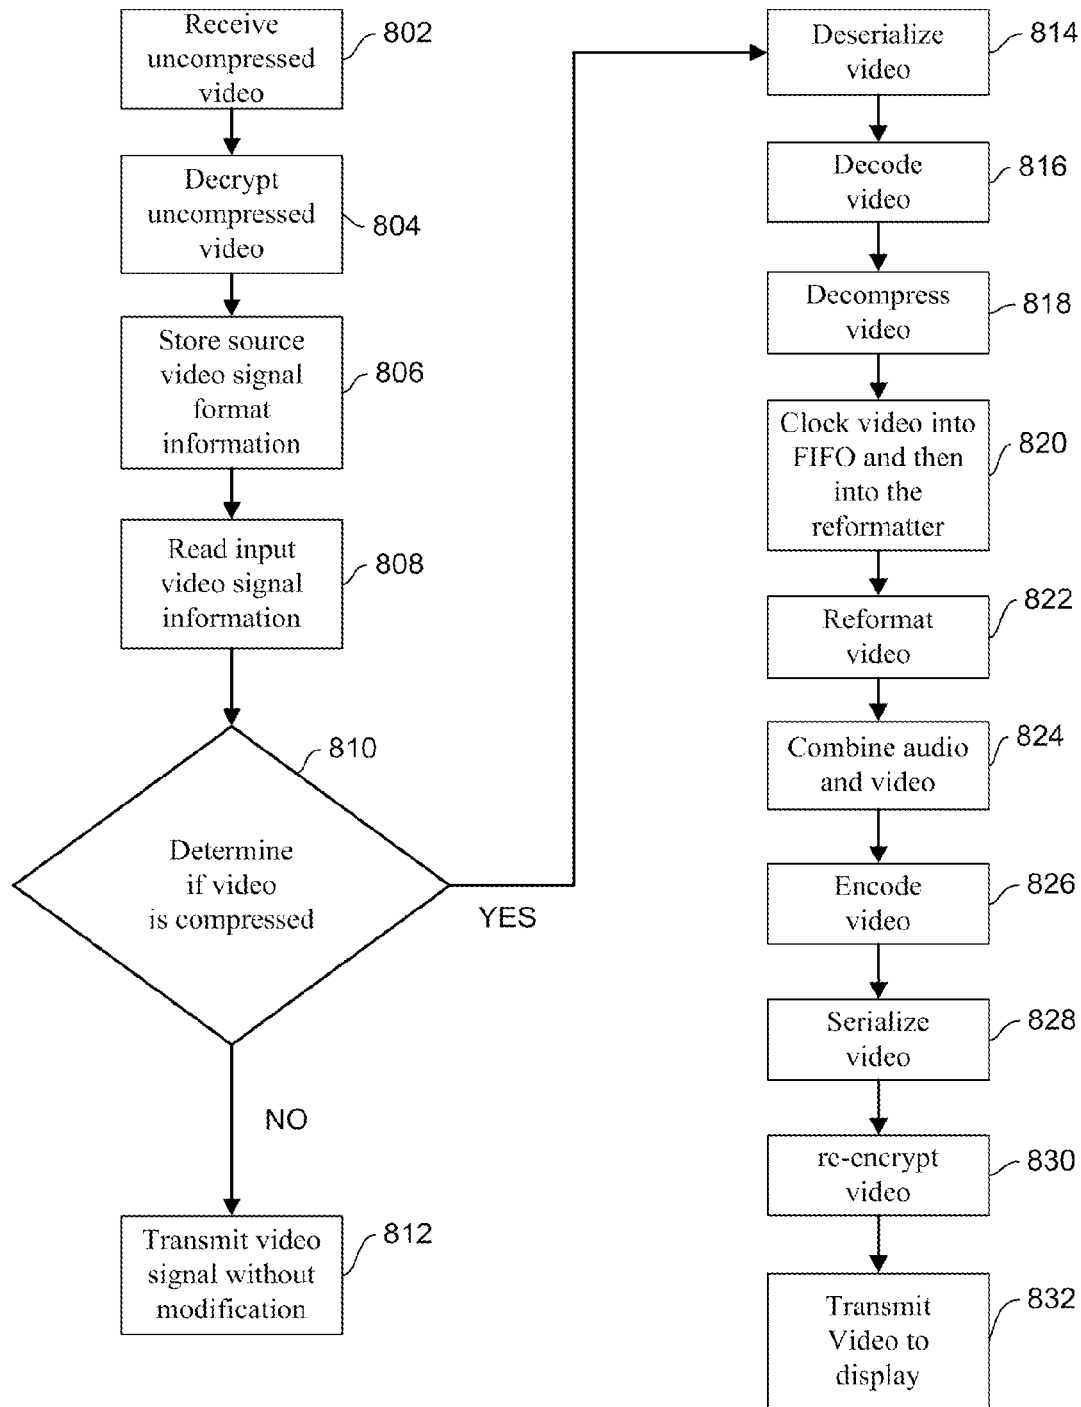 Receive
uncompressed
video
802
Decrypt
uncompressed
video
804
Store source
video signal
format
information
806
Read input
video signal
information
808
810
Determine
if video
is compressed
YES
NO
Transmit video
signal without
modification
812
Deserialize
video
814
Decode
video
816
Decompress
video
818
Clock video into
FIFO and then
into the
reformatter
820
Reformat
video
822
Combine audio
and video
824
Encode
video
826
Serialize
video
828
re-encrypt
video
830
Transmit
Video to
display
832